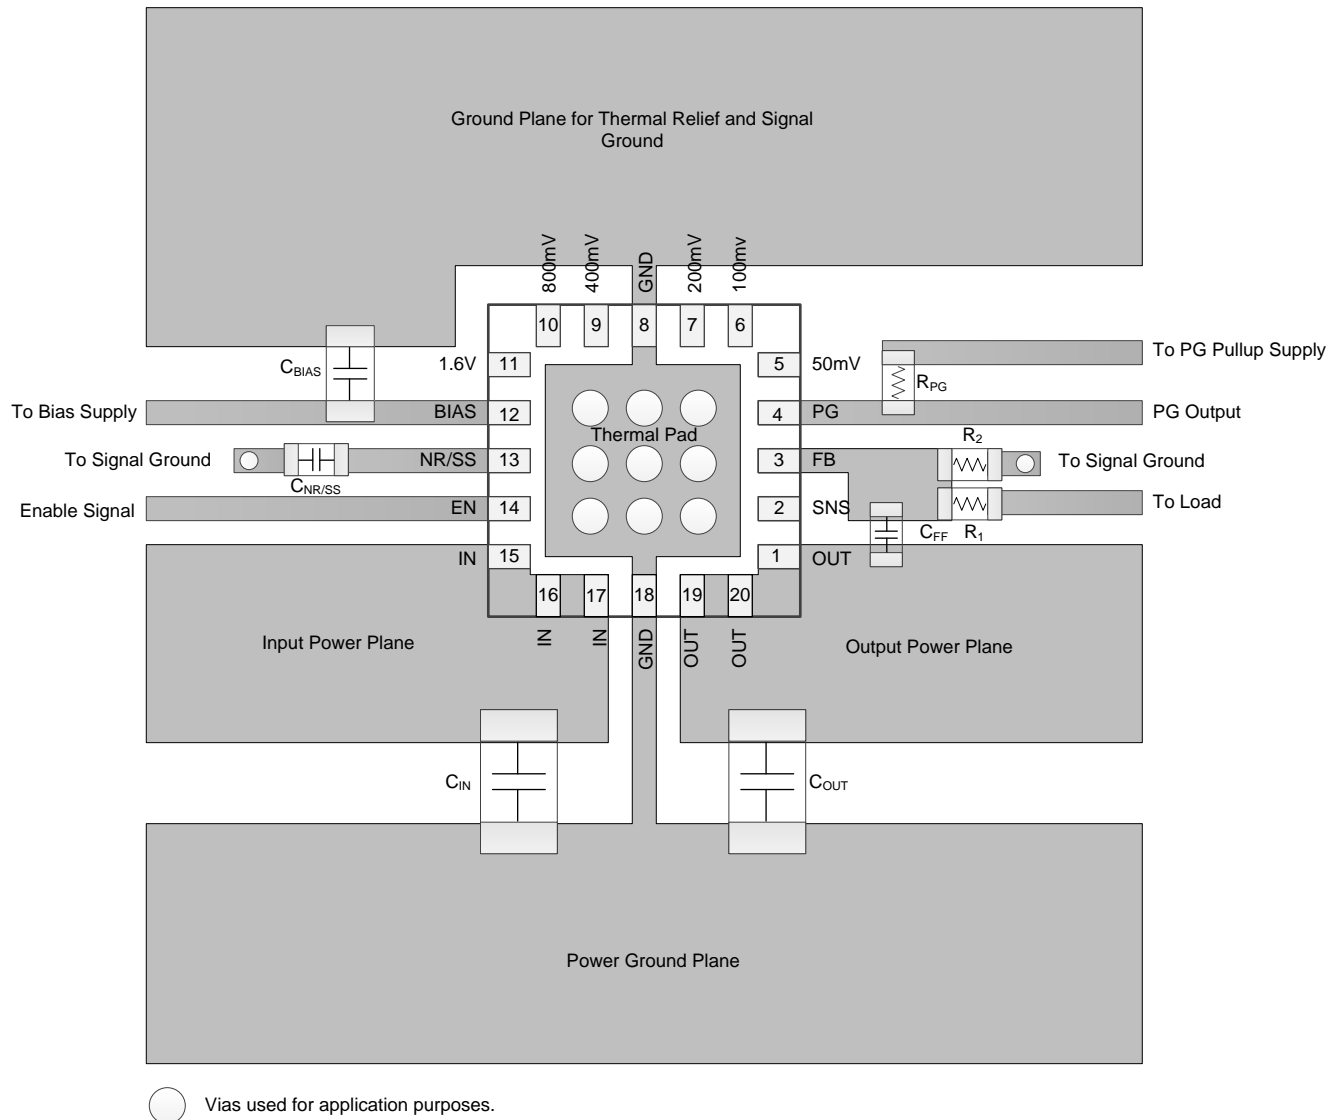 Ground Plane for Thermal Relief and Signal
Ground
800mV
400mV
GND
200mV
100mv
10
9
8
7
6
CBIAS
1.6V
11
5
50mV
RPG
To PG Pullup Supply
To Bias Supply
BIAS
12
4
PG
PG Output
Thermal Pad
R2
To Signal Ground
NR/SS
13
3
FB
To Signal Ground
CNR/SS
Enable Signal
EN
14
2
SNS
To Load
CFF
R1
IN
15
1
OUT
16
17
18
19
20
IN
IN
GND
OUT
OUT
Input Power Plane
Output Power Plane
CIN
COUT
Power Ground Plane
Vias used for application purposes.